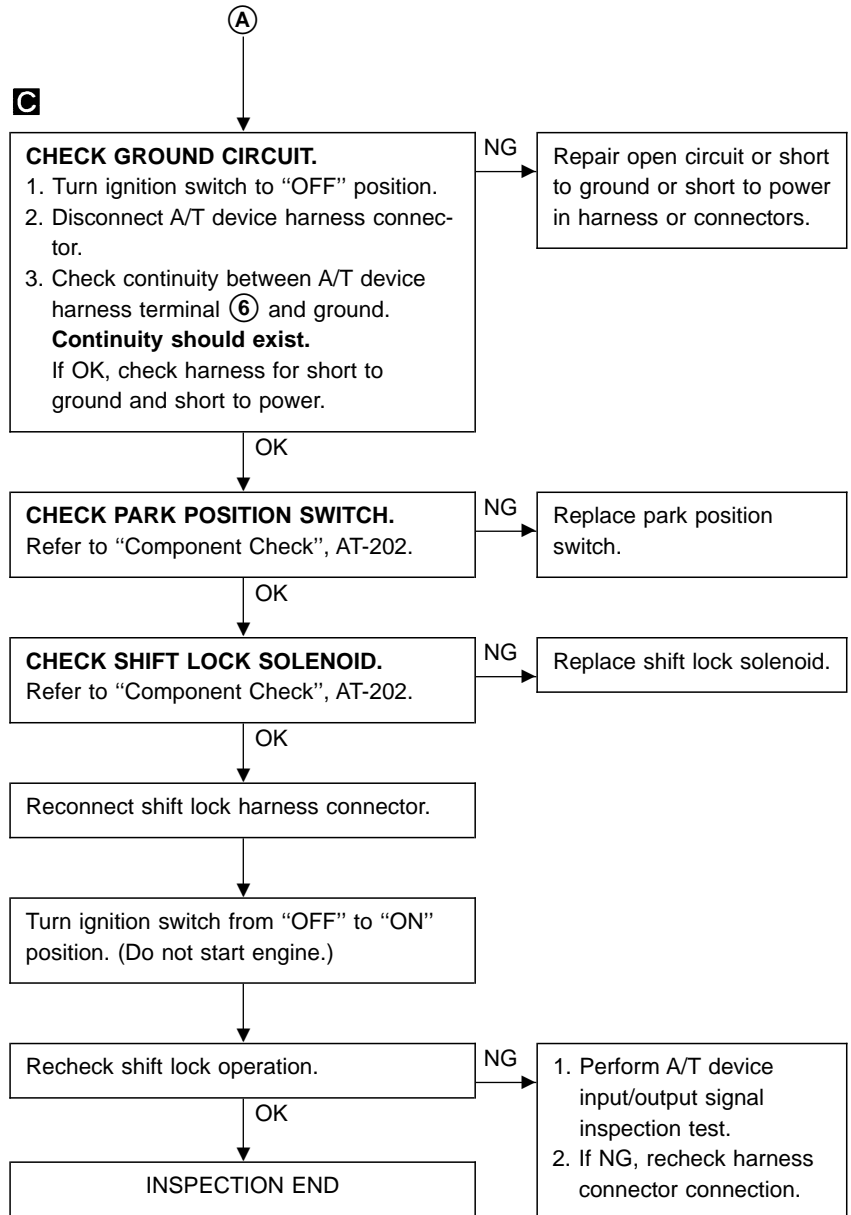 A
C
CHECK GROUND CIRCUIT.
1. Turn ignition switch to ‘‘OFF’’ position.
2. Disconnect A/T device harness connec-
tor.
3. Check continuity between A/T device
harness terminal ⑥ and ground.
Continuity should exist.
If OK, check harness for short to
ground and short to power.
NG
Repair open circuit or short
to ground or short to power
in harness or connectors.
OK
CHECK PARK POSITION SWITCH.
Refer to ‘‘Component Check’’, AT-202.
NG
Replace park position
switch.
OK
CHECK SHIFT LOCK SOLENOID.
Refer to ‘‘Component Check’’, AT-202.
NG
Replace shift lock solenoid.
OK
Reconnect shift lock harness connector.
Turn ignition switch from ‘‘OFF’’ to ‘‘ON’’
position. (Do not start engine.)
Recheck shift lock operation.
NG
1. Perform A/T device
input/output signal
inspection test.
2. If NG, recheck harness
connector connection.
OK
INSPECTION END